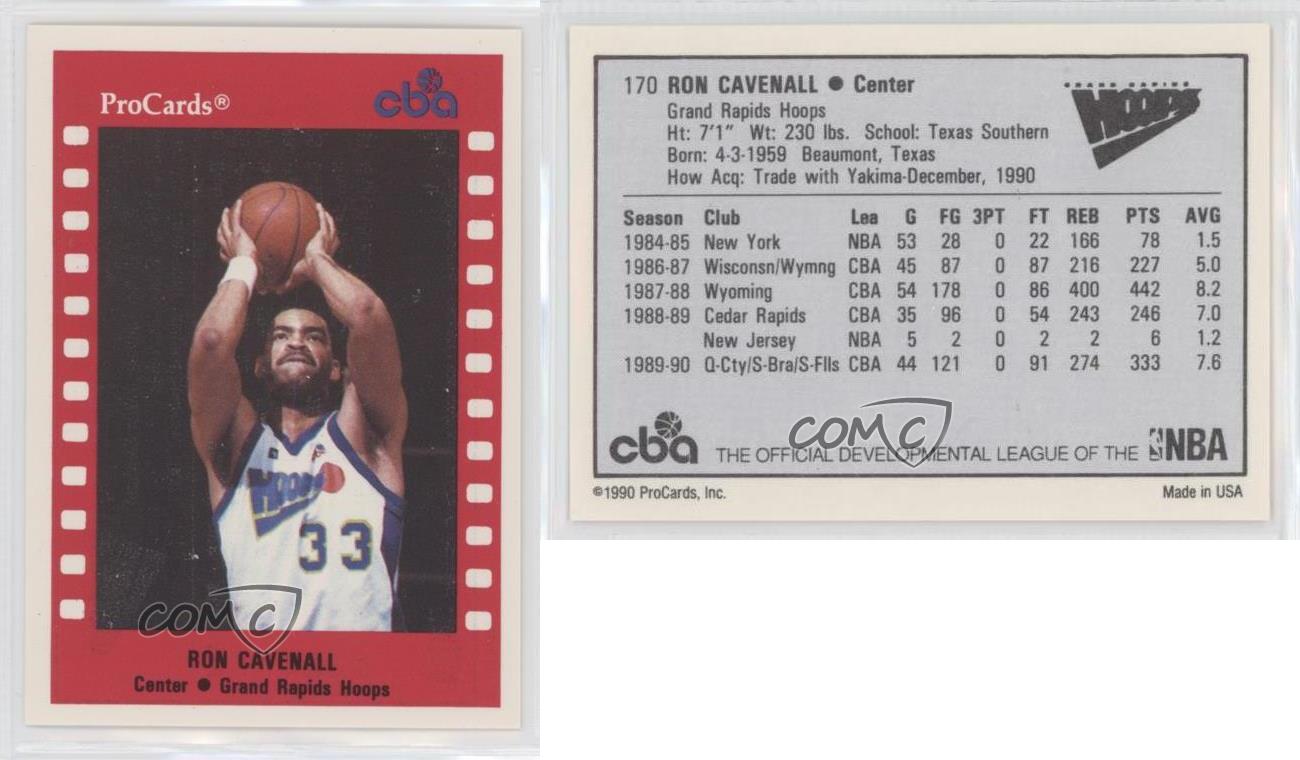 ProCards®
cba
HOOPS
33
COMC
RON CAVENALL
Center ● Grand Rapids Hoops
170 RON CAVENALL ● Center
Grand Rapids Hoops
Ht: 7'1" Wt: 230 lbs. School: Texas Southern
Born: 4-3-1959 Beaumont, Texas
How Acq: Trade with Yakima-December, 1990
GRAND RAPIDS
HOOPS
Season Club Lea G FG 3PT FT REB PTS AVG
1984-85 New York NBA 53 28 0 22 166 78 1.5
1986-87 Wisconsn/Wymng CBA 45 87 0 87 216 227 5.0
1987-88 Wyoming CBA 54 178 0 86 400 442 8.2
1988-89 Cedar Rapids CBA 35 96 0 54 243 246 7.0
New Jersey NBA 5 2 0 2 2 6 1.2
1989-90 Q-Cty/S-Bra/S-Flls CBA 44 121 0 91 274 333 7.6
COMC
cba THE OFFICIAL DEVELOPMENTAL LEAGUE OF THE NBA
©1990 ProCards, Inc. Made in USA